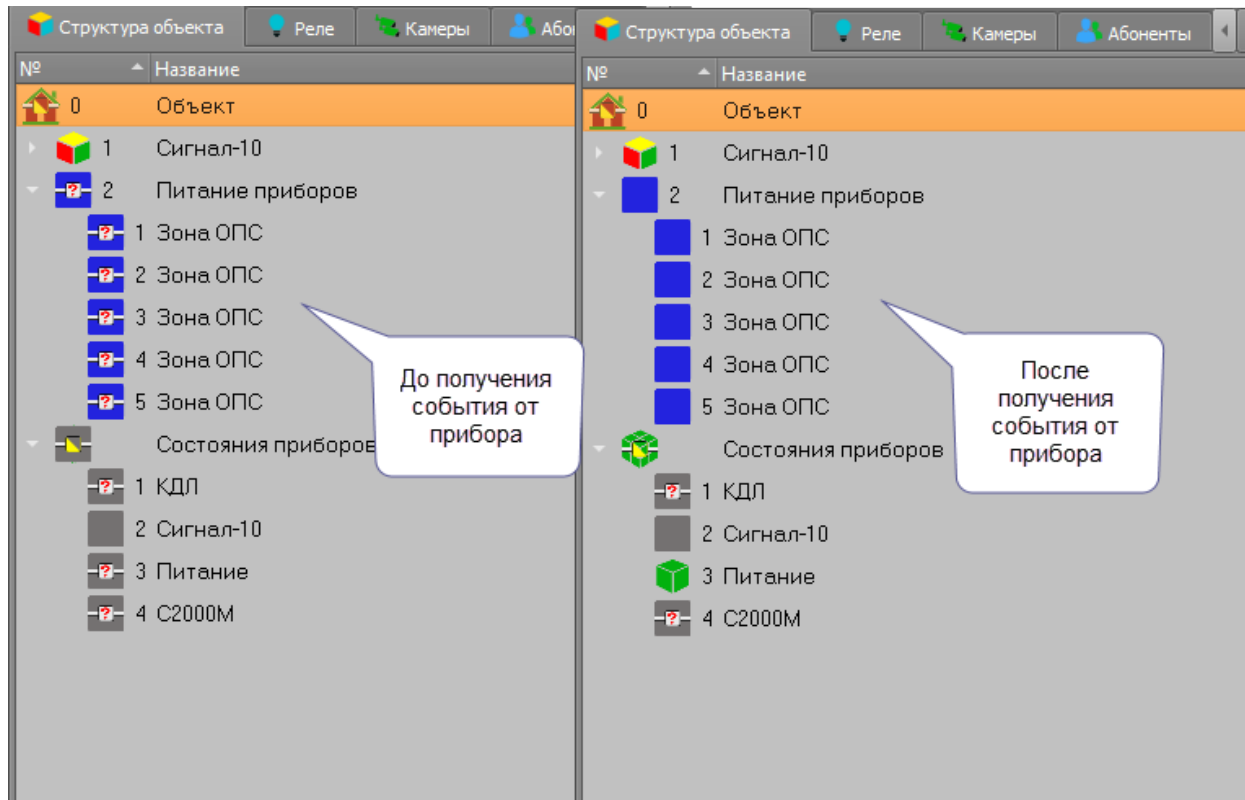 Структура объекта Реле Камеры Або
№ Название
0 Объект
1 Сигнал-10
2 Питание приборов
1 Зона ОПС
2 Зона ОПС
3 Зона ОПС
4 Зона ОПС
5 Зона ОПС
Состояния приборов
1 КДЛ
2 Сигнал-10
3 Питание
4 С2000М
До получения
события от
прибора
Структура объекта Реле Камеры Абоненты
№ Название
0 Объект
1 Сигнал-10
2 Питание приборов
1 Зона ОПС
2 Зона ОПС
3 Зона ОПС
4 Зона ОПС
5 Зона ОПС
Состояния приборов
1 КДЛ
2 Сигнал-10
3 Питание
4 С2000М
После
получения
события от
прибора